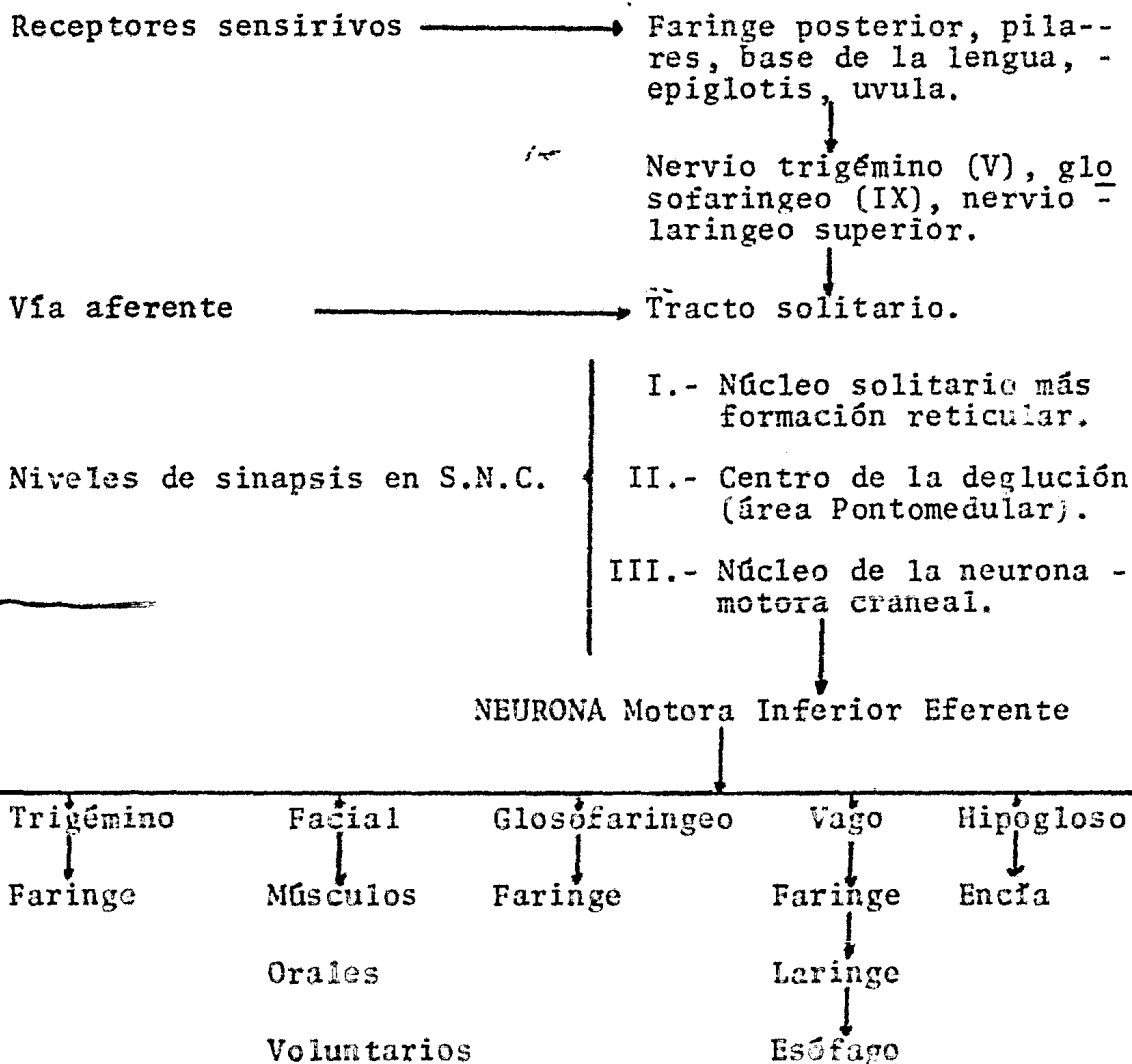 Receptores sensirivos
Faringe posterior, pila--
res, base de la lengua, -
epiglotis, uvula.
Nervio trigémino (V), glo
sofaringeo (IX), nervio -
laringeo superior.
Vía aferente
Tracto solitario.
I.- Núcleo solitario más
formación reticular.
Niveles de sinapsis en S.N.C.
II.- Centro de la deglución
(área Pontomedular).
III.- Núcleo de la neurona -
motora craneal.
NEURONA Motora Inferior Eferente
Trigémino Facial Glosofaringeo Vago Hipogloso
Faringe Músculos Faringe Faringe Encía
Orales Laringe
Voluntarios Esófago